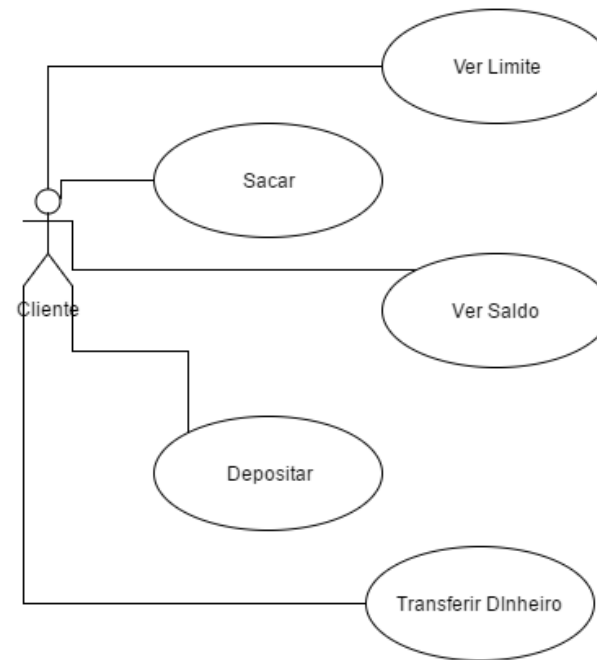 Ver Limite
Sacar
Cliente
Ver Saldo
Depositar
Transferir DInheiro